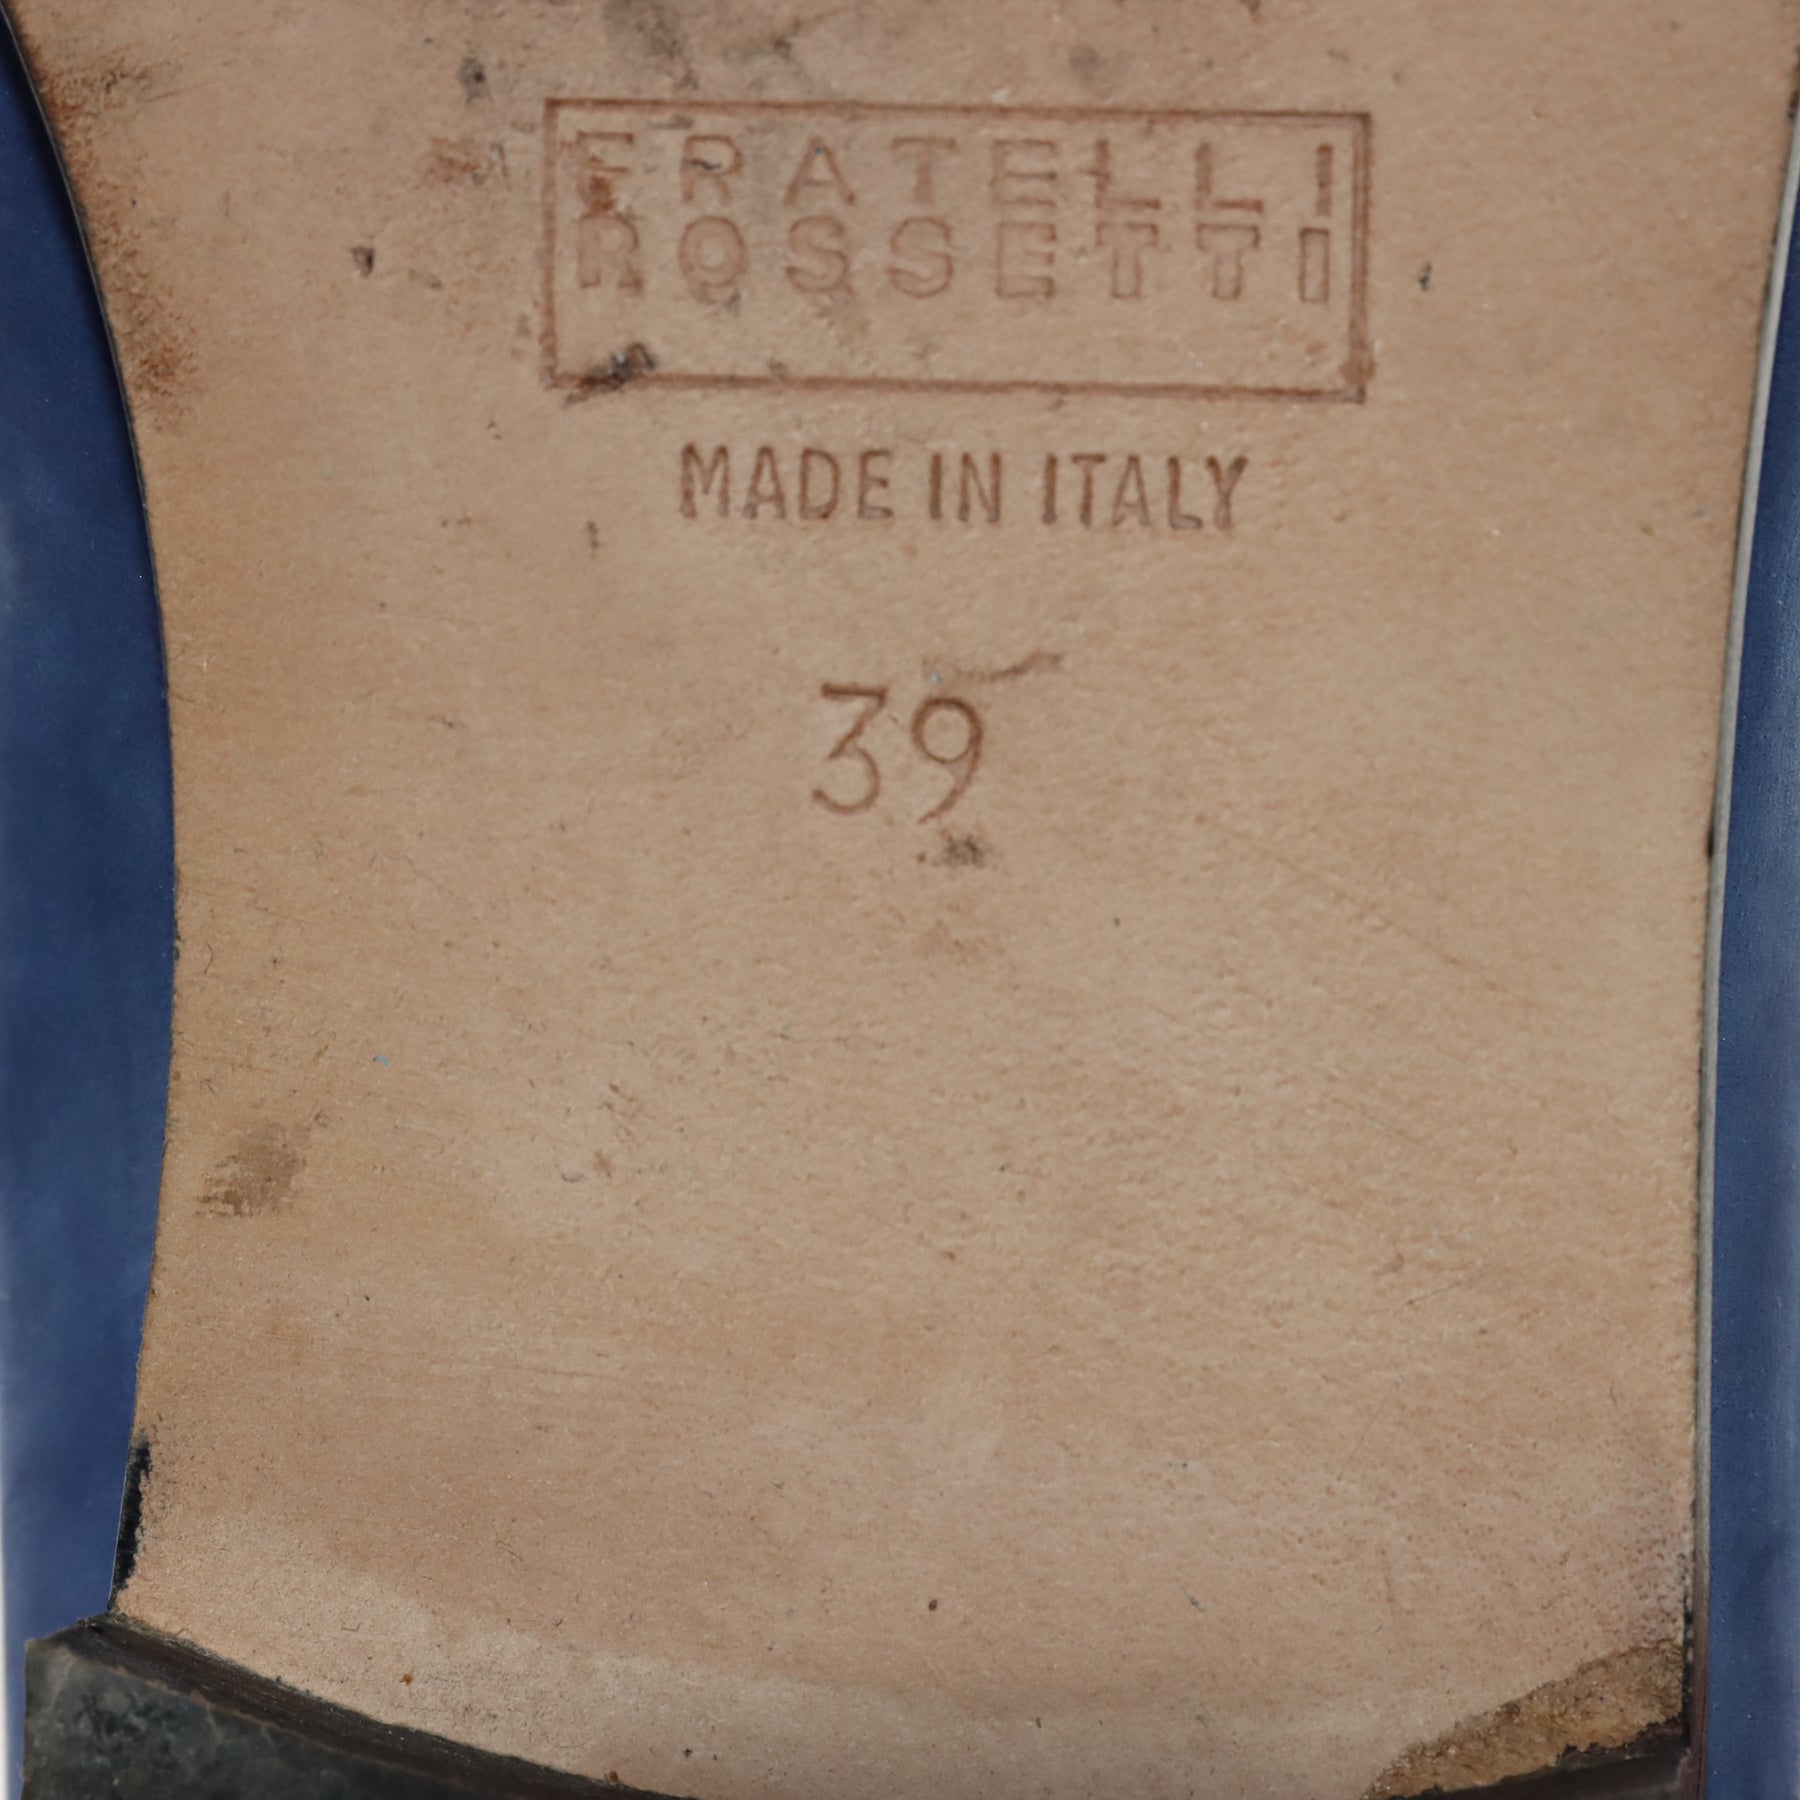 FRATELLI
ROSSETTI
MADE IN ITALY
39